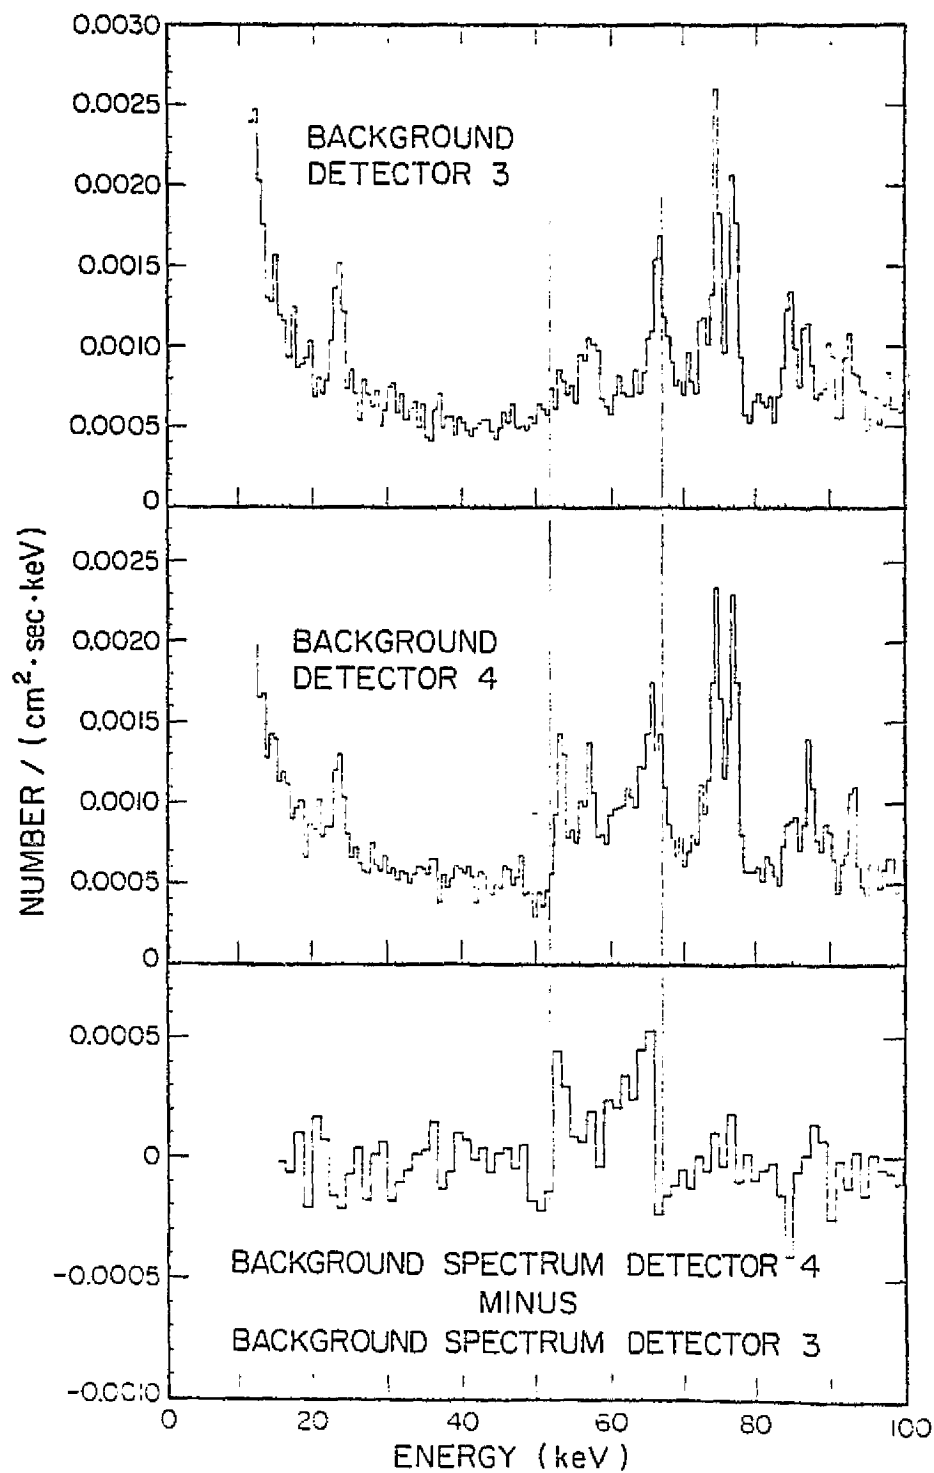 0.0030
0.0025
0.0020
0.0015
0.0010
0.0005
0
BACKGROUND
DETECTOR 3
0.0025
0.0020
0.0015
0.0010
0.0005
0
BACKGROUND
DETECTOR 4
0.0005
0
-0.0005
-0.0010
BACKGROUND SPECTRUM DETECTOR 4
MINUS
BACKGROUND SPECTRUM DETECTOR 3
0 20 40 60 80 100
ENERGY (keV)
NUMBER / (cm²·sec·keV)